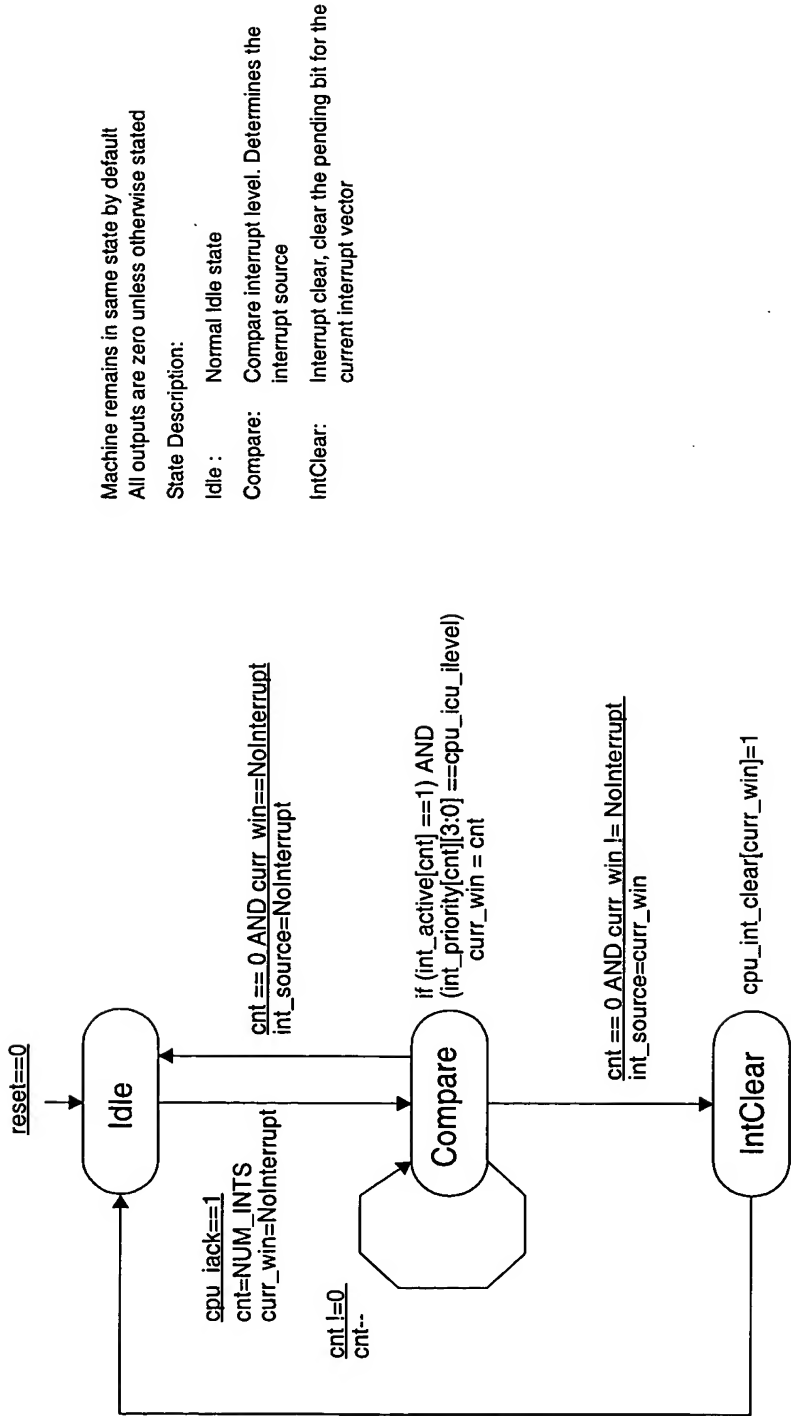 Machine remains in same state by default
All outputs are zero unless otherwise stated
State Description:
Idle : Normal Idle state
Compare: Compare interrupt level. Determines the
interrupt source
IntClear: Interrupt clear, clear the pending bit for the
current interrupt vector
reset==0
Idle
cpu_iack==1
cnt=NUM_INTS
curr_win=NoInterrupt
cnt == 0 AND curr_win==NoInterrupt
int_source=NoInterrupt
cnt !=0
cnt--
Compare
if (int_active[cnt] ==1) AND
(int_priority[cnt][3:0] ==cpu_icu_ilevel)
curr_win = cnt
cnt == 0 AND curr_win != NoInterrupt
int_source=curr_win
IntClear
cpu_int_clear[curr_win]=1